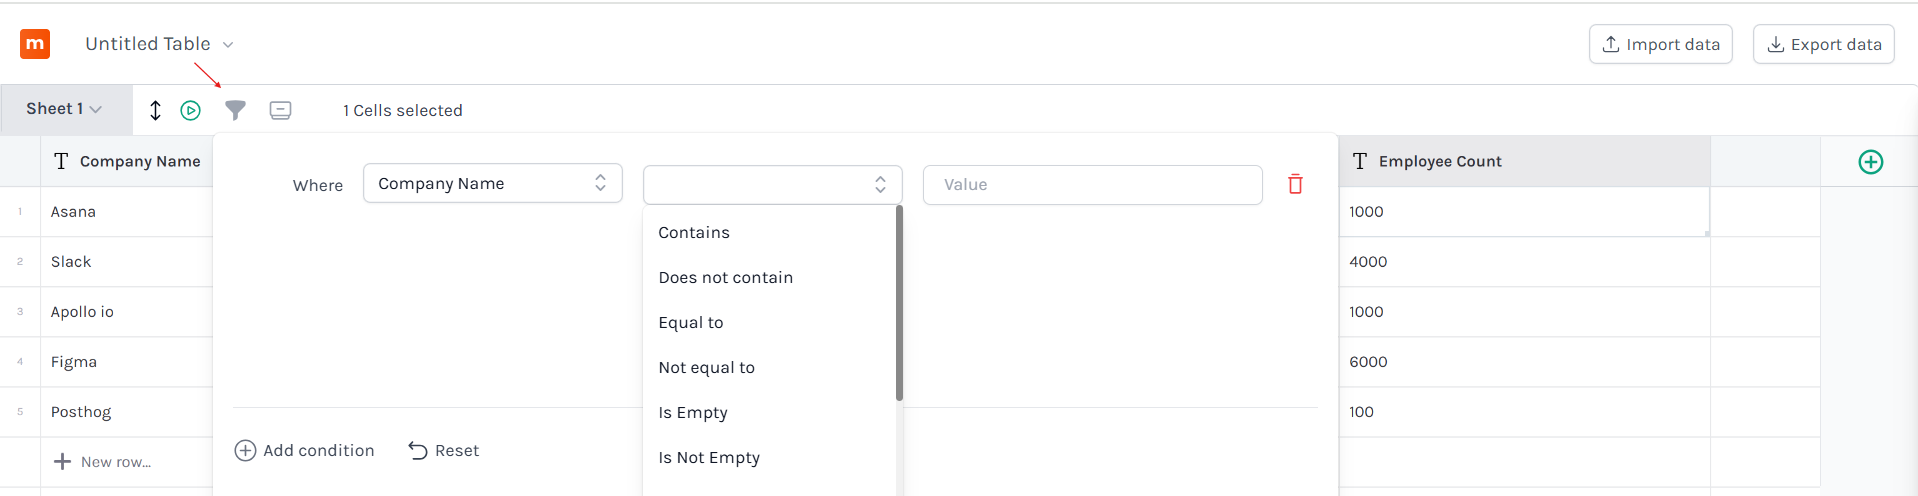 m Untitled Table Import data Export data
Sheet 1 1 Cells selected
T Company Name Where Company Name Value T Employee Count
1 Asana Contains 1000
2 Slack Does not contain 4000
3 Apollo io Equal to 1000
4 Figma Not equal to 6000
5 Posthog Is Empty 100
New row... Add condition Reset Is Not Empty